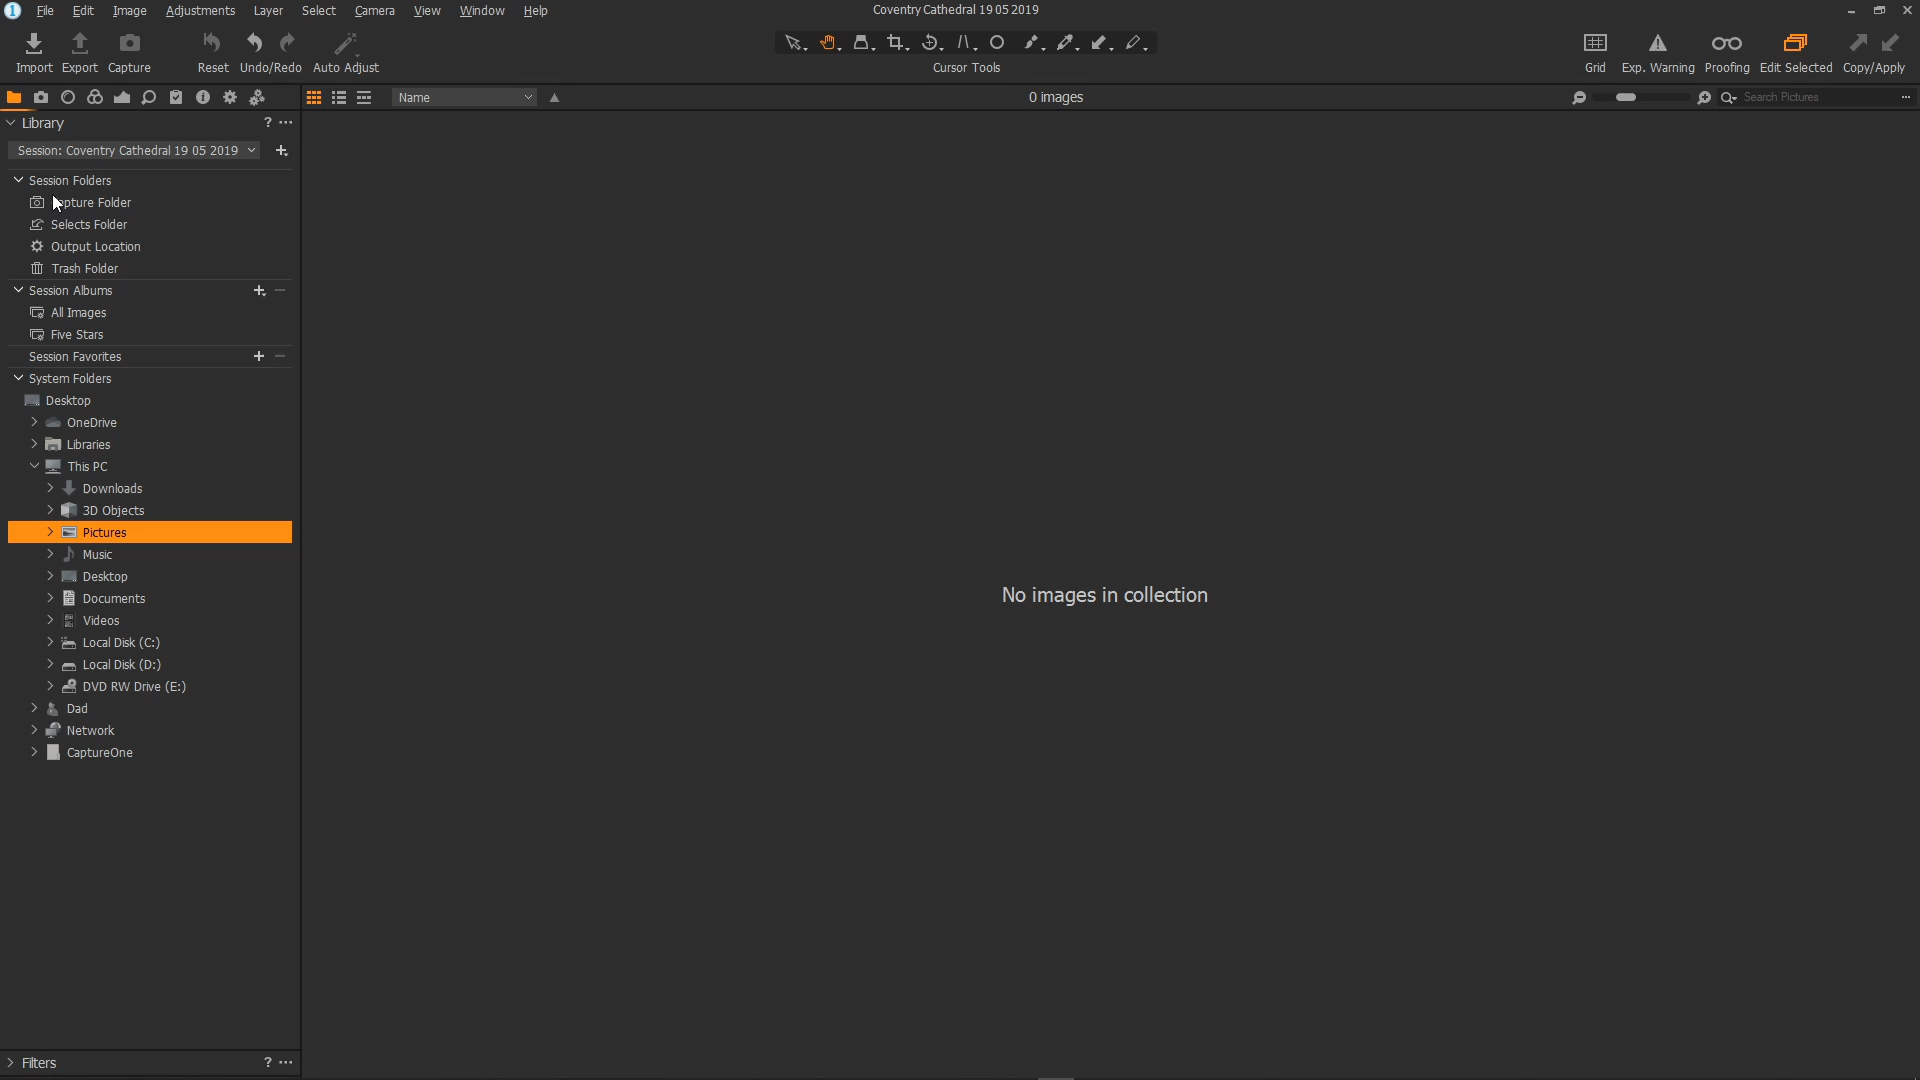 File Edit Image Adjustments Layer Select Camera View Window Help
Coventry Cathedral 19 05 2019
Import Export Capture Reset Undo/Redo Auto Adjust
Cursor Tools
Grid Exp. Warning Proofing Edit Selected Copy/Apply
Name
0 images
Search Pictures
Library
Session: Coventry Cathedral 19 05 2019
Session Folders
pture Folder
Selects Folder
Output Location
Trash Folder
Session Albums
All Images
Five Stars
Session Favorites
System Folders
Desktop
OneDrive
Libraries
This PC
Downloads
3D Objects
Pictures
Music
Desktop
Documents
Videos
Local Disk (C:)
Local Disk (D:)
DVD RW Drive (E:)
Dad
Network
CaptureOne
No images in collection
Filters